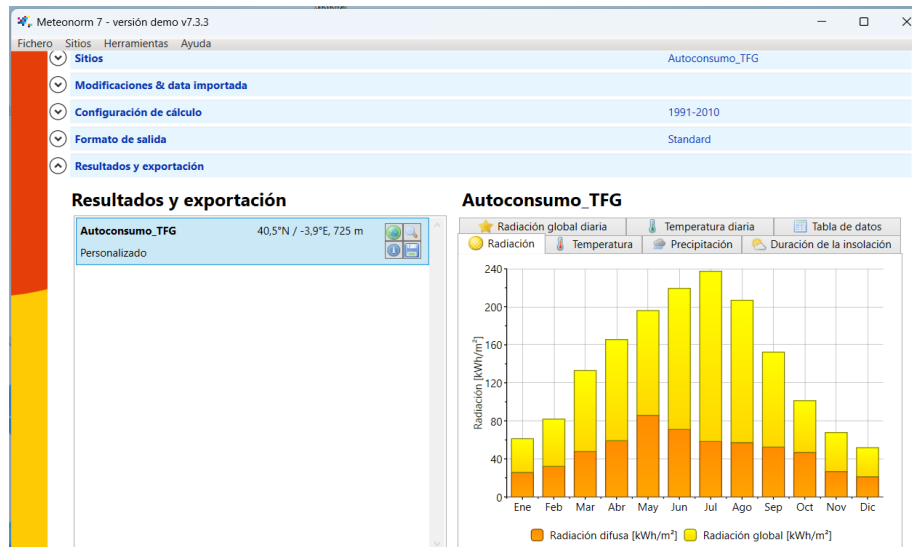 Meteonorm 7 - versión demo v7.3.3
Fichero Sitios Herramientas Ayuda
Sitios Autoconsumo_TFG
Modificaciones & data importada
Configuración de cálculo 1991-2010
Formato de salida Standard
Resultados y exportación
Resultados y exportación
Autoconsumo_TFG 40,5°N / -3,9°E, 725 m
Personalizado
Autoconsumo_TFG
Radiación global diaria Temperatura diaria Tabla de datos
Radiación Temperatura Precipitación Duración de la insolación
Radiación [kWh/m²]
240
200
160
120
80
40
0
Ene Feb Mar Abr May Jun Jul Ago Sep Oct Nov Dic
Radiación difusa [kWh/m²] Radiación global [kWh/m²]